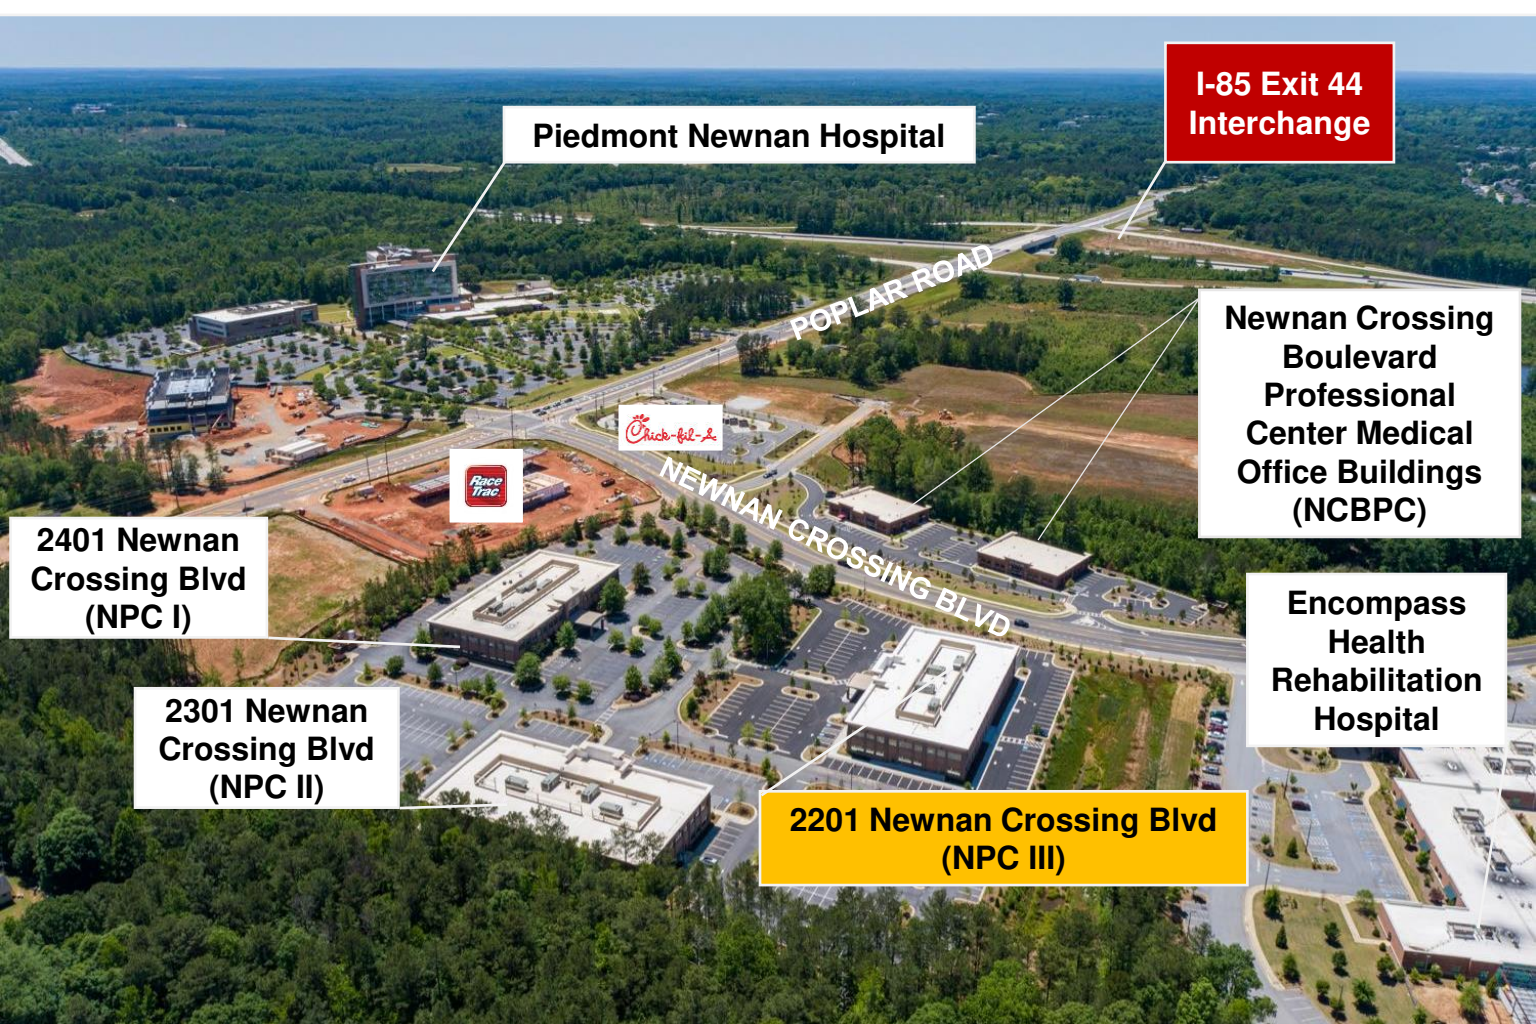 I-85 Exit 44
Interchange
Piedmont Newnan Hospital
POPLAR ROAD
Newnan Crossing
Boulevard
Professional
Center Medical
Office Buildings
(NCBPC)
Chick-fil-A
Race
Trac
NEWNAN CROSSING BLVD
2401 Newnan
Crossing Blvd
(NPC I)
Encompass
Health
Rehabilitation
Hospital
2301 Newnan
Crossing Blvd
(NPC II)
2201 Newnan Crossing Blvd
(NPC III)